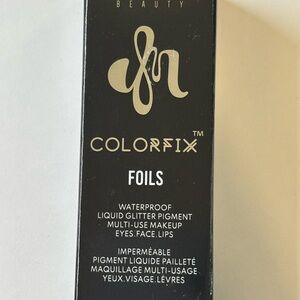 BEAUTY
COLORFIX™
FOILS
WATERPROOF
LIQUID GLITTER PIGMENT
MULTI-USE MAKEUP
EYES.FACE.LIPS
IMPERMÉABLE
PIGMENT LIQUIDE PAILLETÉ
MAQUILLAGE MULTI-USAGE
YEUX.VISAGE.LÈVRES